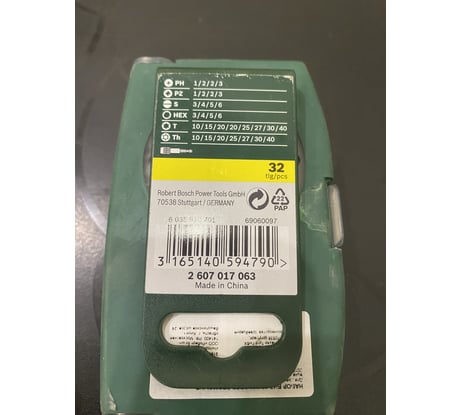 PH 1/2/2/3
PZ 1/2/2/3
S 3/4/5/6
HEX 3/4/5/6
T 10/15/20/20/25/27/30/40
Th 10/15/20/25/27/30/40
32
tlg/pcs
Robert Bosch Power Tools GmbH
70538 Stuttgart / GERMANY
22
PAP
69060097
3 165140 594790 >
2 607 017 063
Made in China